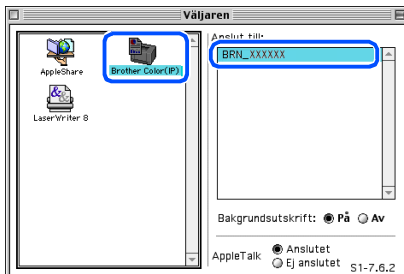 Väljaren
Anslut till:
BRN_XXXXXX
AppleShare
Brother Color(IP)
LaserWriter 8
Bakgrundsutskrift: På Av
AppleTalk
Anslutet
Ej anslutet
S1-7.6.2